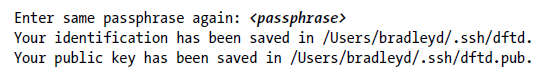 Enter same passphrase again: <passphrase>
Your identification has been saved in /Users/bradleyd/.ssh/dftd.
Your public key has been saved in /Users/bradleyd/.ssh/dftd.pub.